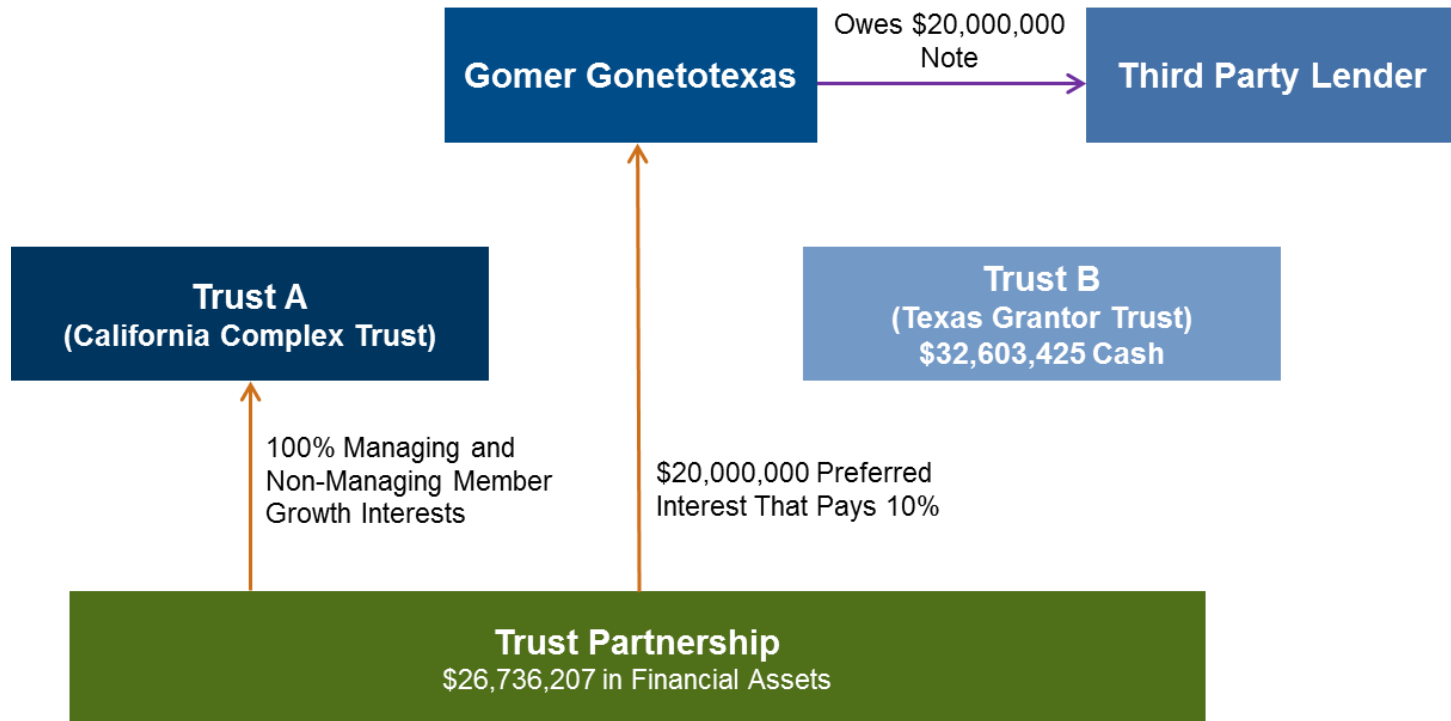 Owes $20,000,000
Note
Gomer Gonetotexas
Third Party Lender
Trust A
(California Complex Trust)
Trust B
(Texas Grantor Trust)
$32,603,425 Cash
100% Managing and
Non-Managing Member
Growth Interests
$20,000,000 Preferred
Interest That Pays 10%
Trust Partnership
$26,736,207 in Financial Assets